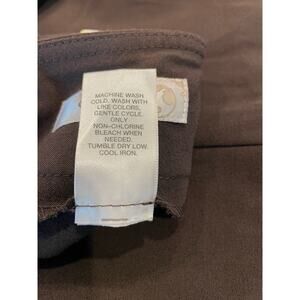 MACHINE WASH
COLD, WASH WITH
LIKE COLORS,
GENTLE CYCLE.
ONLY
NON-CHLORINE
BLEACH WHEN
NEEDED.
TUMBLE DRY LOW.
COOL IRON.